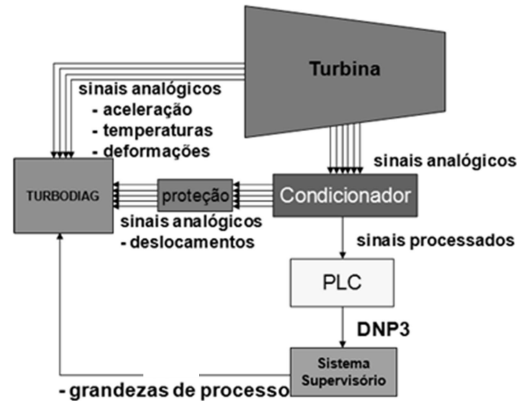 Turbina
sinais analógicos
- aceleração
- temperaturas
- deformações
sinais analógicos
TURBODIAG
proteção
Condicionador
sinais analógicos
- deslocamentos
sinais processados
PLC
DNP3
Sistema
Supervisório
- grandezas de processo